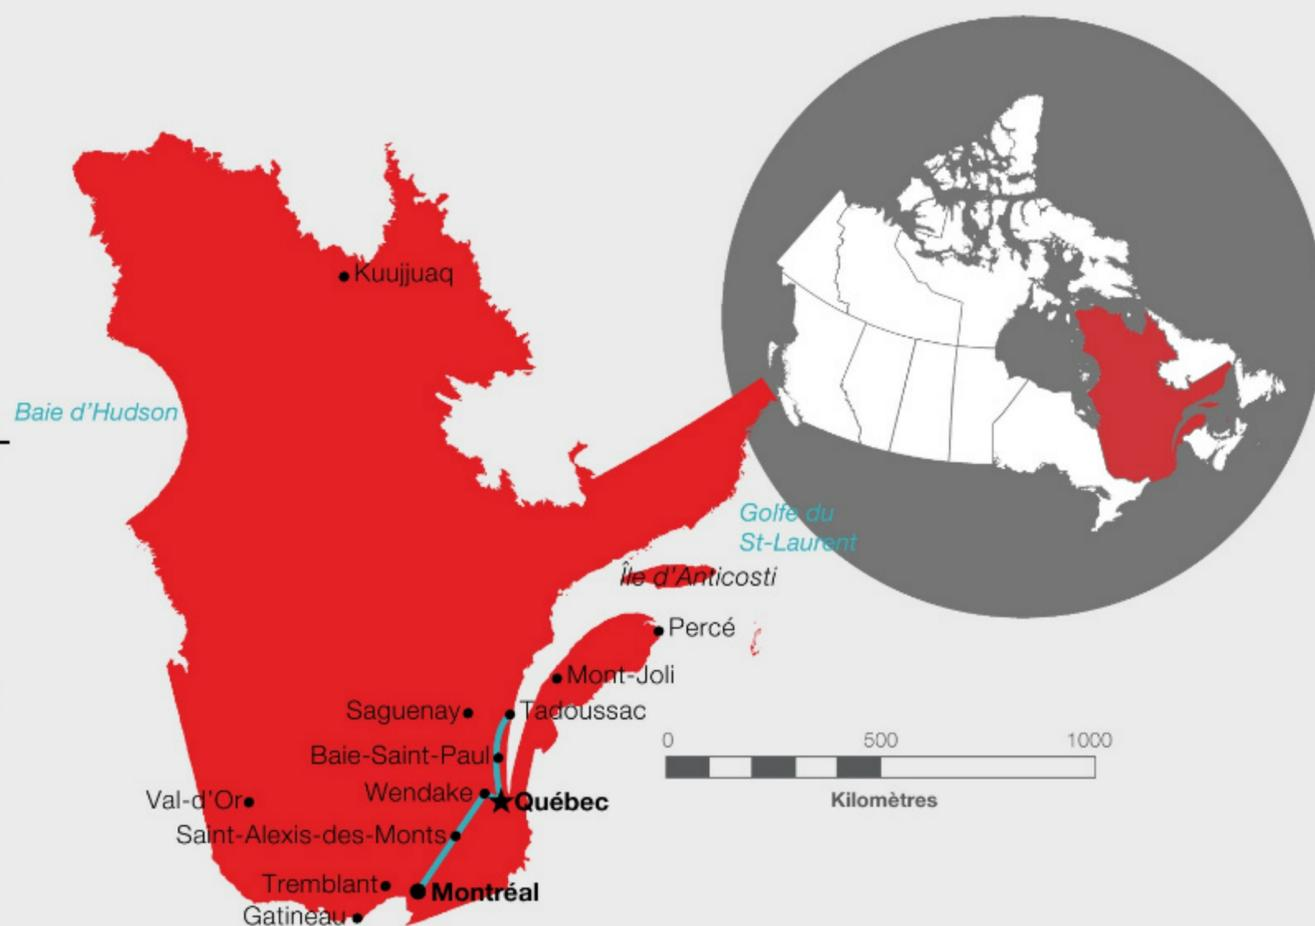 Kuujjuaq
Baie d'Hudson
Golfe du
St-Laurent
Île d'Anticosti
Percé
Mont-Joli
Saguenay
Tadoussac
Baie-Saint-Paul
Wendake
Québec
Val-d'Or
Saint-Alexis-des-Monts
Tremblant
Montréal
Gatineau
0 500 1000
Kilomètres